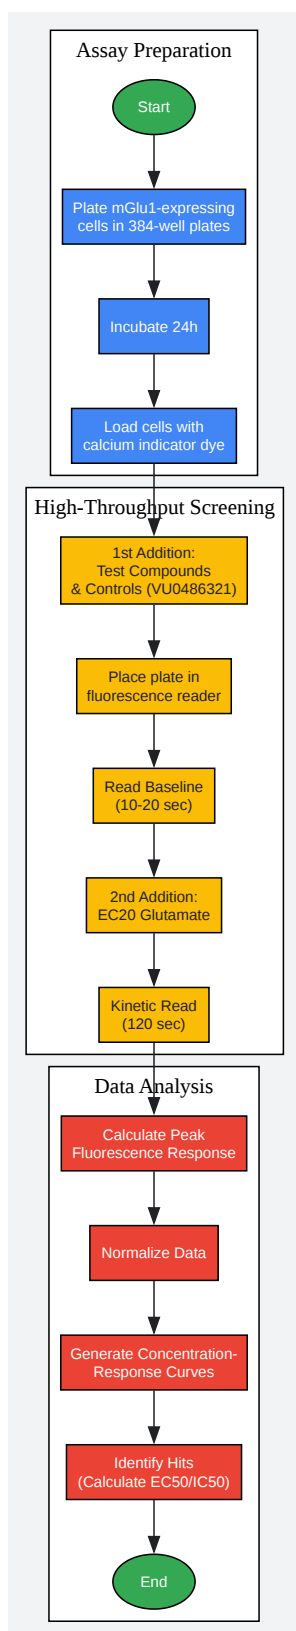 Assay Preparation
Start
Plate mGlu1-expressing
cells in 384-well plates
Incubate 24h
Load cells with
calcium indicator dye
High-Throughput Screening
1st Addition:
Test Compounds
& Controls (VU0486321)
Place plate in
fluorescence reader
Read Baseline
(10-20 sec)
2nd Addition:
EC20 Glutamate
Kinetic Read
(120 sec)
Data Analysis
Calculate Peak
Fluorescence Response
Normalize Data
Generate Concentration-
Response Curves
Identify Hits
(Calculate EC50/IC50)
End